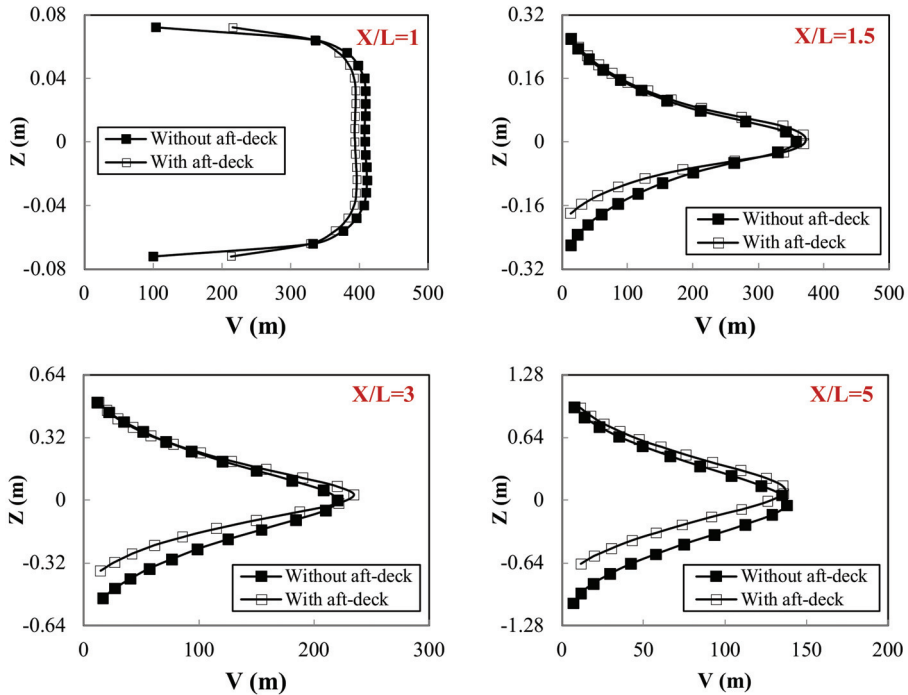 X/L=1
0.08
0.04
0
-0.04
-0.08
Z (m)
Without aft-deck
With aft-deck
0 100 200 300 400 500
V (m)
X/L=1.5
0.32
0.16
0
-0.16
-0.32
Z (m)
Without aft-deck
With aft-deck
0 100 200 300 400 500
V (m)
X/L=3
0.64
0.32
0
-0.32
-0.64
Z (m)
Without aft-deck
With aft-deck
0 100 200 300
V (m)
X/L=5
1.28
0.64
0
-0.64
-1.28
Z (m)
Without aft-deck
With aft-deck
0 50 100 150 200
V (m)